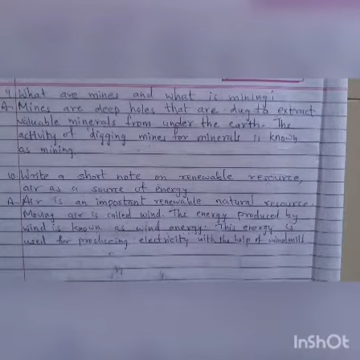 9. What are mines and what is mining?
A- Mines are deep holes that are dug to extract
valuable minerals from under the earth. The
activity of digging mines for minerals is known
as mining.
10. Write a short note on renewable resource,
air as a source of energy.
A- Air is an important renewable natural resource.
Moving air is called wind. The energy produced by
wind is known as wind energy. This energy is
used for producing electricity with the help of windmill
InShOt